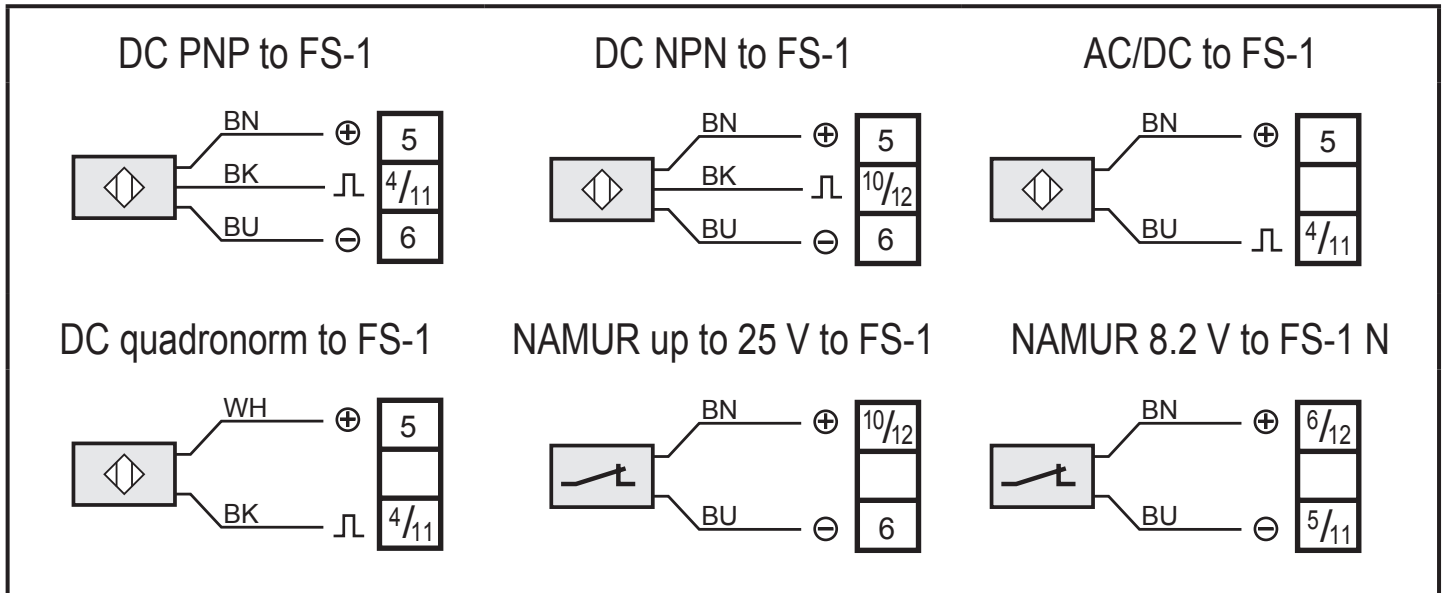 DC PNP to FS-1
BN ⊕ 5
BK 4/11
BU ⊖ 6
DC NPN to FS-1
BN ⊕ 5
BK 10/12
BU ⊖ 6
AC/DC to FS-1
BN ⊕ 5
BU 4/11
DC quadronorm to FS-1
WH ⊕ 5
BK 4/11
NAMUR up to 25 V to FS-1
BN ⊕ 10/12
BU ⊖ 6
NAMUR 8.2 V to FS-1 N
BN ⊕ 6/12
BU ⊖ 5/11